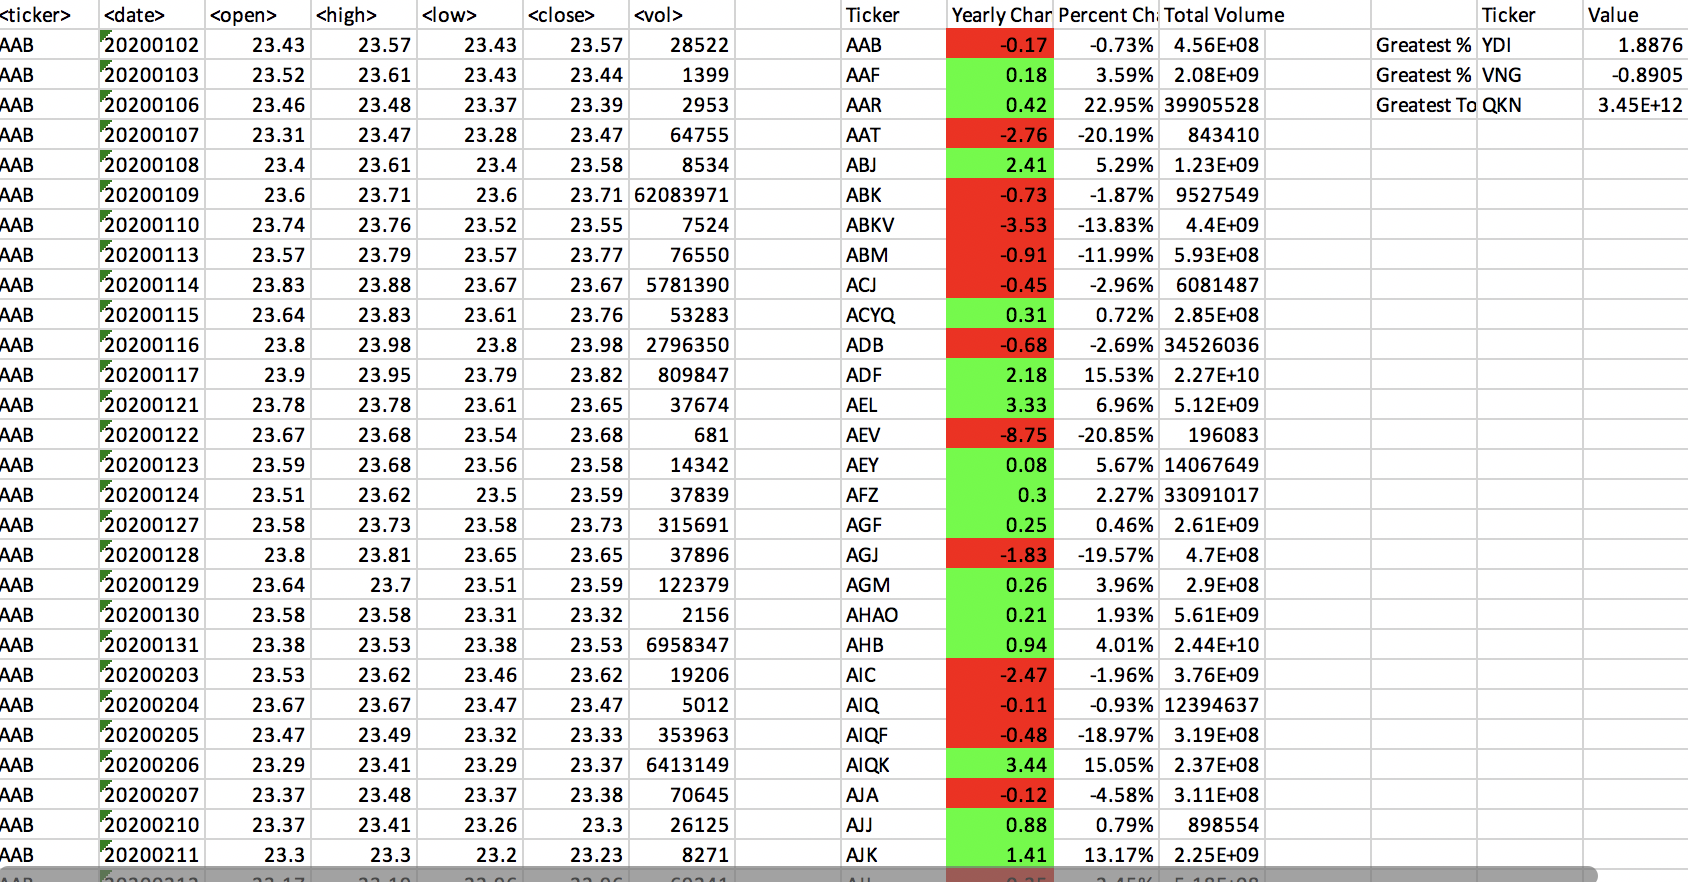 <ticker> <date> <open> <high> <low> <close> <vol> Ticker Yearly Char Percent Ch Total Volume Ticker Value
AAB 20200102 23.43 23.57 23.43 23.57 28522 AAB -0.17 -0.73% 4.56E+08 Greatest % YDI 1.8876
AAB 20200103 23.52 23.61 23.43 23.44 1399 AAF 0.18 3.59% 2.08E+09 Greatest % VNG -0.8905
AAB 20200106 23.46 23.48 23.37 23.39 2953 AAR 0.42 22.95% 39905528 Greatest To QKN 3.45E+12
AAB 20200107 23.31 23.47 23.28 23.47 64755 AAT -2.76 -20.19% 843410
AAB 20200108 23.4 23.61 23.4 23.58 8534 ABJ 2.41 5.29% 1.23E+09
AAB 20200109 23.6 23.71 23.6 23.71 62083971 ABK -0.73 -1.87% 9527549
AAB 20200110 23.74 23.76 23.52 23.55 7524 ABKV -3.53 -13.83% 4.4E+09
AAB 20200113 23.57 23.79 23.57 23.77 76550 ABM -0.91 -11.99% 5.93E+08
AAB 20200114 23.83 23.88 23.67 23.67 5781390 ACJ -0.45 -2.96% 6081487
AAB 20200115 23.64 23.83 23.61 23.76 53283 ACYQ 0.31 0.72% 2.85E+08
AAB 20200116 23.8 23.98 23.8 23.98 2796350 ADB -0.68 -2.69% 34526036
AAB 20200117 23.9 23.95 23.79 23.82 809847 ADF 2.18 15.53% 2.27E+10
AAB 20200121 23.78 23.78 23.61 23.65 37674 AEL 3.33 6.96% 5.12E+09
AAB 20200122 23.67 23.68 23.54 23.68 681 AEV -8.75 -20.85% 196083
AAB 20200123 23.59 23.68 23.56 23.58 14342 AEY 0.08 5.67% 14067649
AAB 20200124 23.51 23.62 23.5 23.59 37839 AFZ 0.3 2.27% 33091017
AAB 20200127 23.58 23.73 23.58 23.73 315691 AGF 0.25 0.46% 2.61E+09
AAB 20200128 23.8 23.81 23.65 23.65 37896 AGJ -1.83 -19.57% 4.7E+08
AAB 20200129 23.64 23.7 23.51 23.59 122379 AGM 0.26 3.96% 2.9E+08
AAB 20200130 23.58 23.58 23.31 23.32 2156 AHAO 0.21 1.93% 5.61E+09
AAB 20200131 23.38 23.53 23.38 23.53 6958347 AHB 0.94 4.01% 2.44E+10
AAB 20200203 23.53 23.62 23.46 23.62 19206 AIC -2.47 -1.96% 3.76E+09
AAB 20200204 23.67 23.67 23.47 23.47 5012 AIQ -0.11 -0.93% 12394637
AAB 20200205 23.47 23.49 23.32 23.33 353963 AIQF -0.48 -18.97% 3.19E+08
AAB 20200206 23.29 23.41 23.29 23.37 6413149 AIQK 3.44 15.05% 2.37E+08
AAB 20200207 23.37 23.48 23.37 23.38 70645 AJA -0.12 -4.58% 3.11E+08
AAB 20200210 23.37 23.41 23.26 23.3 26125 AJJ 0.88 0.79% 898554
AAB 20200211 23.3 23.3 23.2 23.23 8271 AJK 1.41 13.17% 2.25E+09